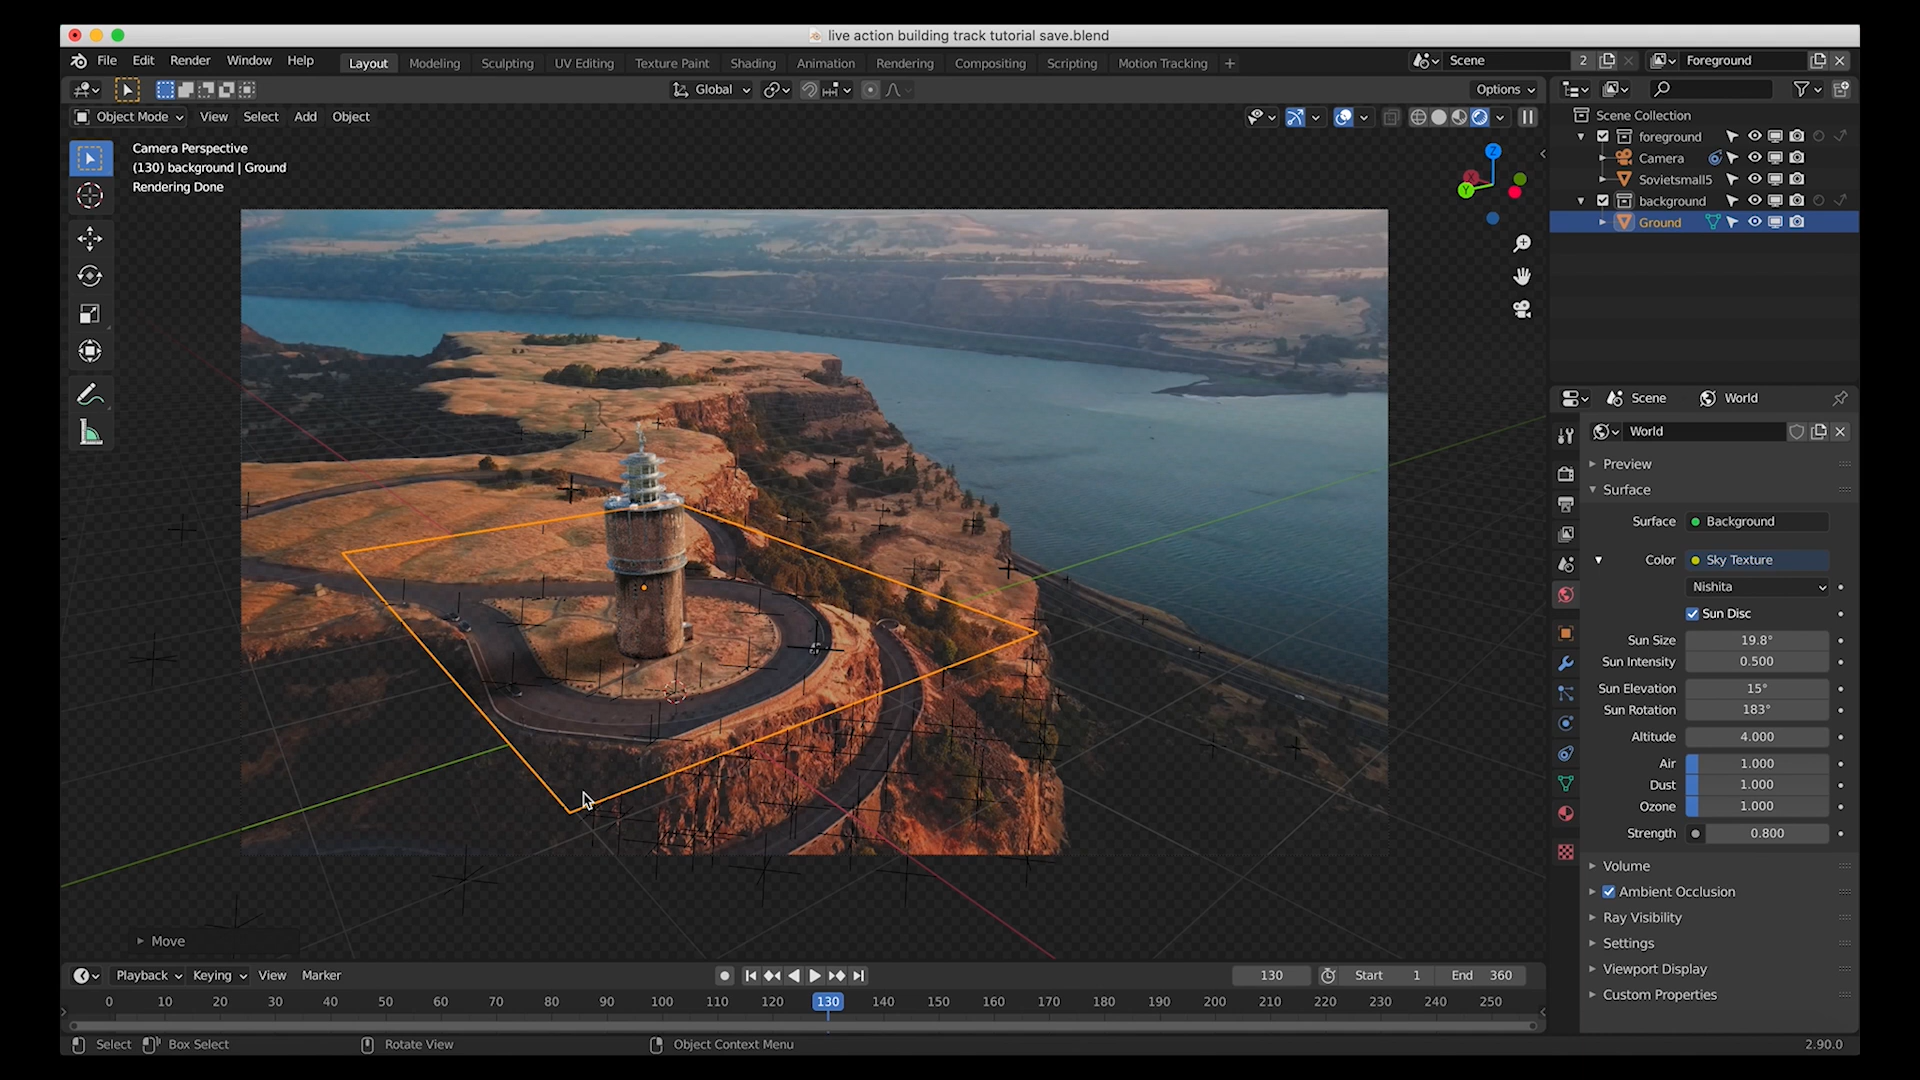 live action building track tutorial save.blend
File Edit Render Window Help Layout Modeling Sculpting UV Editing Texture Paint Shading Animation Rendering Compositing Scripting Motion Tracking + Scene 2 Foreground
Global Options
Object Mode View Select Add Object
Camera Perspective
(130) background | Ground
Rendering Done
Z
X
Y
Scene Collection
foreground
Camera
Sovietsmall5
background
Ground
Scene World
World
Preview
Surface
Surface Background
Color Sky Texture
Nishita
Sun Disc
Sun Size 19.8°
Sun Intensity 0.500
Sun Elevation 15°
Sun Rotation 183°
Altitude 4.000
Air 1.000
Dust 1.000
Ozone 1.000
Strength 0.800
Volume
Ambient Occlusion
Ray Visibility
Settings
Viewport Display
Custom Properties
Move
Playback Keying View Marker 130 Start 1 End 360
0 10 20 30 40 50 60 70 80 90 100 110 120 130 140 150 160 170 180 190 200 210 220 230 240 250
Select Box Select Rotate View Object Context Menu 2.90.0